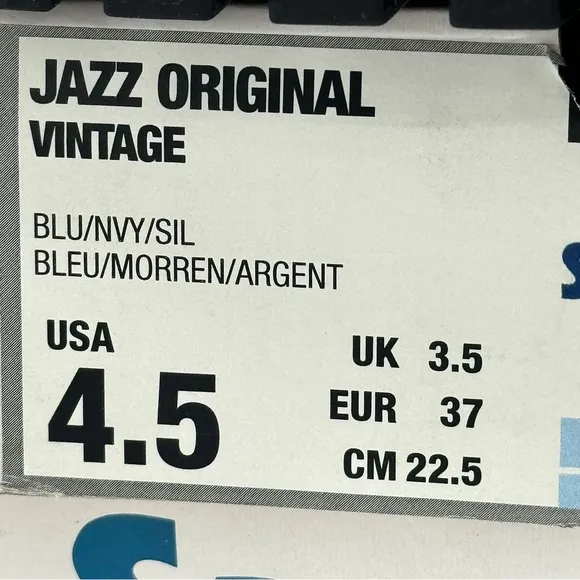 JAZZ ORIGINAL
VINTAGE
BLU/NVY/SIL
BLEU/MORREN/ARGENT
USA
4.5
UK 3.5
EUR 37
CM 22.5